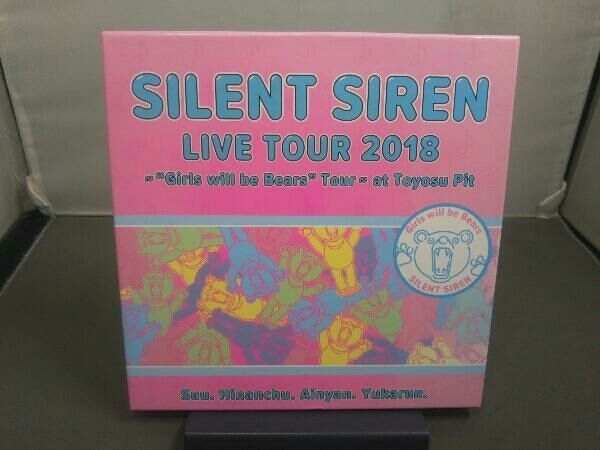 SILENT SIREN
LIVE TOUR 2018
~"Girls will be Bears" Tour~ at Toyosu Pit
Girls will be Bears
SILENT SIREN
Suu. Hinanchu. Ainyan. Yukarun.